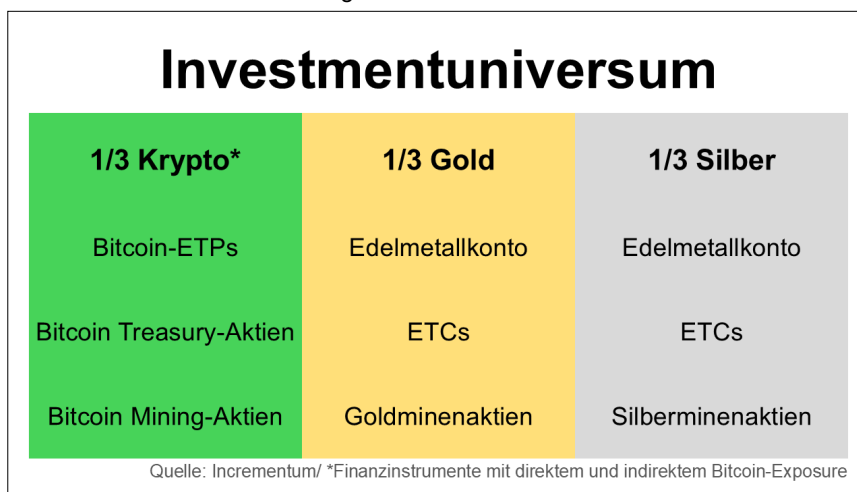 Investmentuniversum
1/3 Krypto* 1/3 Gold 1/3 Silber
Bitcoin-ETPs Edelmetallkonto Edelmetallkonto
Bitcoin Treasury-Aktien ETCs ETCs
Bitcoin Mining-Aktien Goldminenaktien Silberminenaktien
Quelle: Incrementum/ *Finanzinstrumente mit direktem und indirektem Bitcoin-Exposure